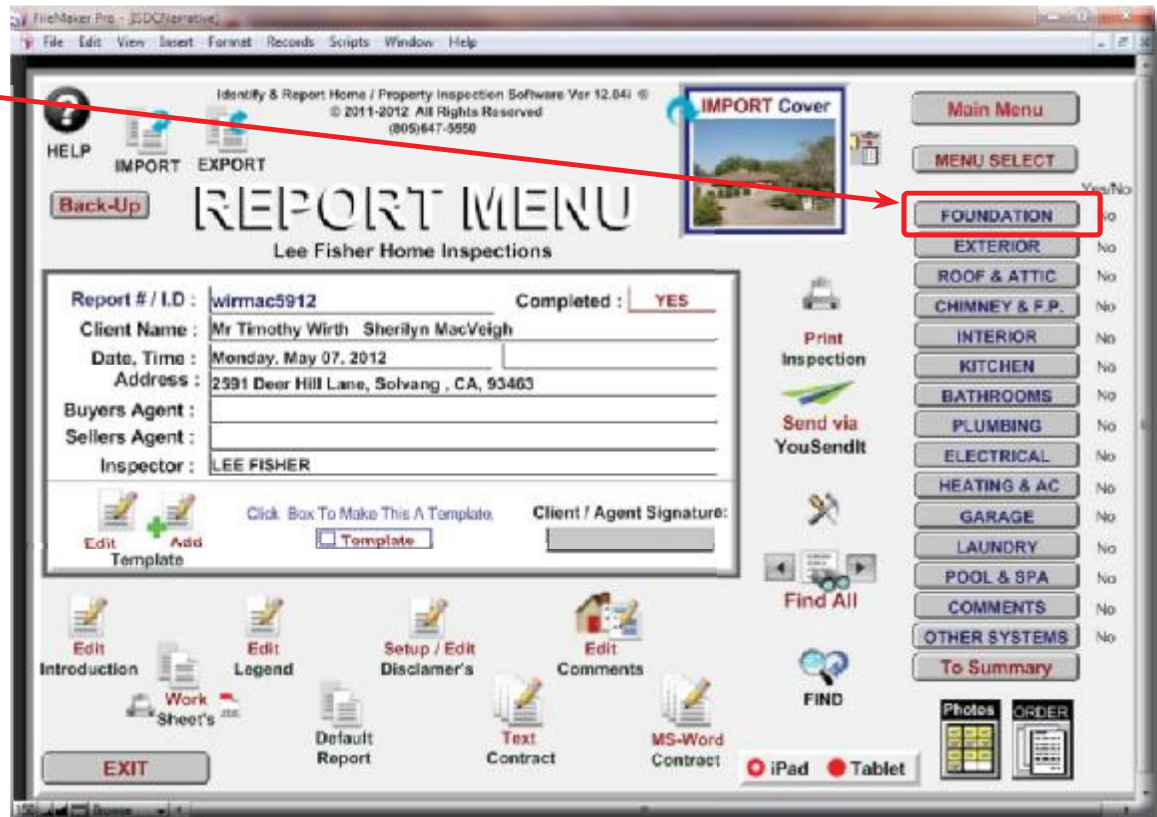 FileMaker Pro - [ISDCNarrative]
File Edit View Insert Format Records Scripts Window Help
Identify & Report Home / Property Inspection Software Ver 12.04i ©
© 2011-2012 All Rights Reserved
(805)647-5550
HELP
IMPORT
EXPORT
IMPORT Cover
Main Menu
MENU SELECT
Yes/No
Back-Up
REPORT MENU
Lee Fisher Home Inspections
FOUNDATION No
EXTERIOR No
ROOF & ATTIC No
CHIMNEY & F.P. No
INTERIOR No
KITCHEN No
BATHROOMS No
PLUMBING No
ELECTRICAL No
HEATING & AC No
GARAGE No
LAUNDRY No
POOL & SPA No
COMMENTS No
OTHER SYSTEMS No
To Summary
Report # / I.D : wirmac5912 Completed : YES
Client Name : Mr Timothy Wirth Sherilyn MacVeigh
Date, Time : Monday, May 07, 2012
Address : 2591 Deer Hill Lane, Solvang , CA, 93463
Buyers Agent :
Sellers Agent :
Inspector : LEE FISHER
Edit Add
Template
Click Box To Make This A Template.
Template
Client / Agent Signature:
Print
Inspection
Send via
YouSendIt
Find All
FIND
Edit
Introduction
Edit
Legend
Setup / Edit
Disclamer's
Edit
Comments
Work
Sheet's
Default
Report
Text
Contract
MS-Word
Contract
Photos
ORDER
EXIT
iPad Tablet
Browse